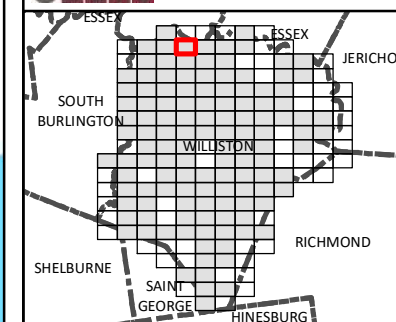 ESSEX
ESSEX
JERICHO
SOUTH
BURLINGTON
WILLISTON
RICHMOND
SHELBURNE
SAINT
GEORGE
HINESBURG